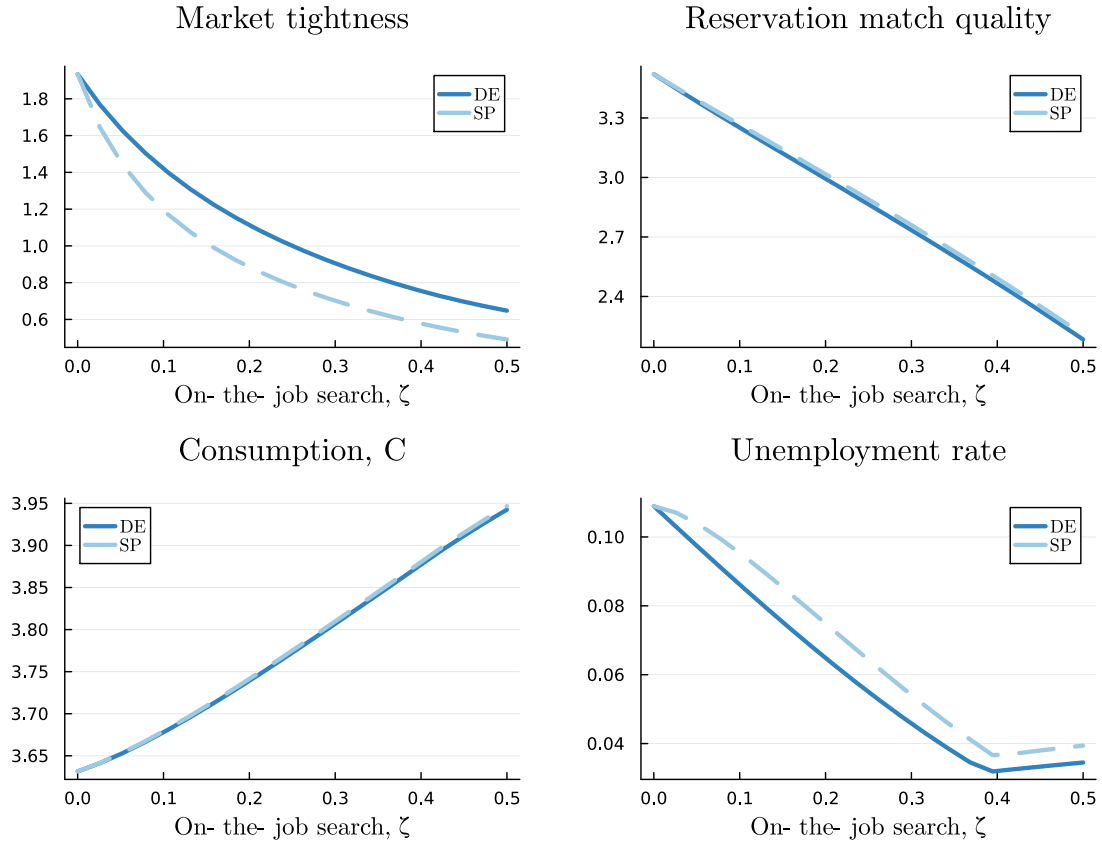 Market tightness
1.8
1.6
1.4
1.2
1.0
0.8
0.6
DE
SP
0.0 0.1 0.2 0.3 0.4 0.5
On- the- job search, ζ
Reservation match quality
3.3
3.0
2.7
2.4
DE
SP
0.0 0.1 0.2 0.3 0.4 0.5
On- the- job search, ζ
Consumption, C
3.95
3.90
3.85
3.80
3.75
3.70
3.65
DE
SP
0.0 0.1 0.2 0.3 0.4 0.5
On- the- job search, ζ
Unemployment rate
0.10
0.08
0.06
0.04
DE
SP
0.0 0.1 0.2 0.3 0.4 0.5
On- the- job search, ζ